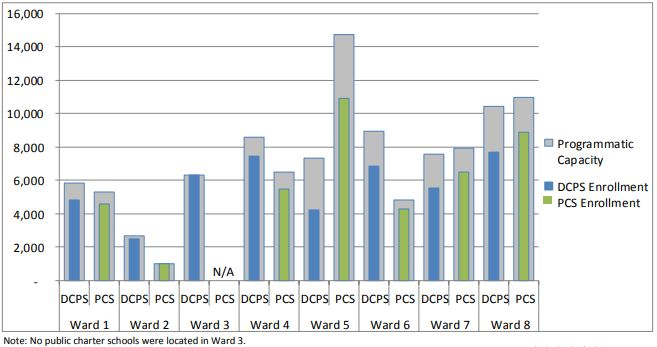 16,000
14,000
12,000
10,000
8,000
6,000
4,000
2,000
-
N/A
Programmatic
Capacity
DCPS Enrollment
PCS Enrollment
DCPS PCS DCPS PCS DCPS PCS DCPS PCS DCPS PCS DCPS PCS DCPS PCS DCPS PCS
Ward 1 Ward 2 Ward 3 Ward 4 Ward 5 Ward 6 Ward 7 Ward 8
Note: No public charter schools were located in Ward 3.